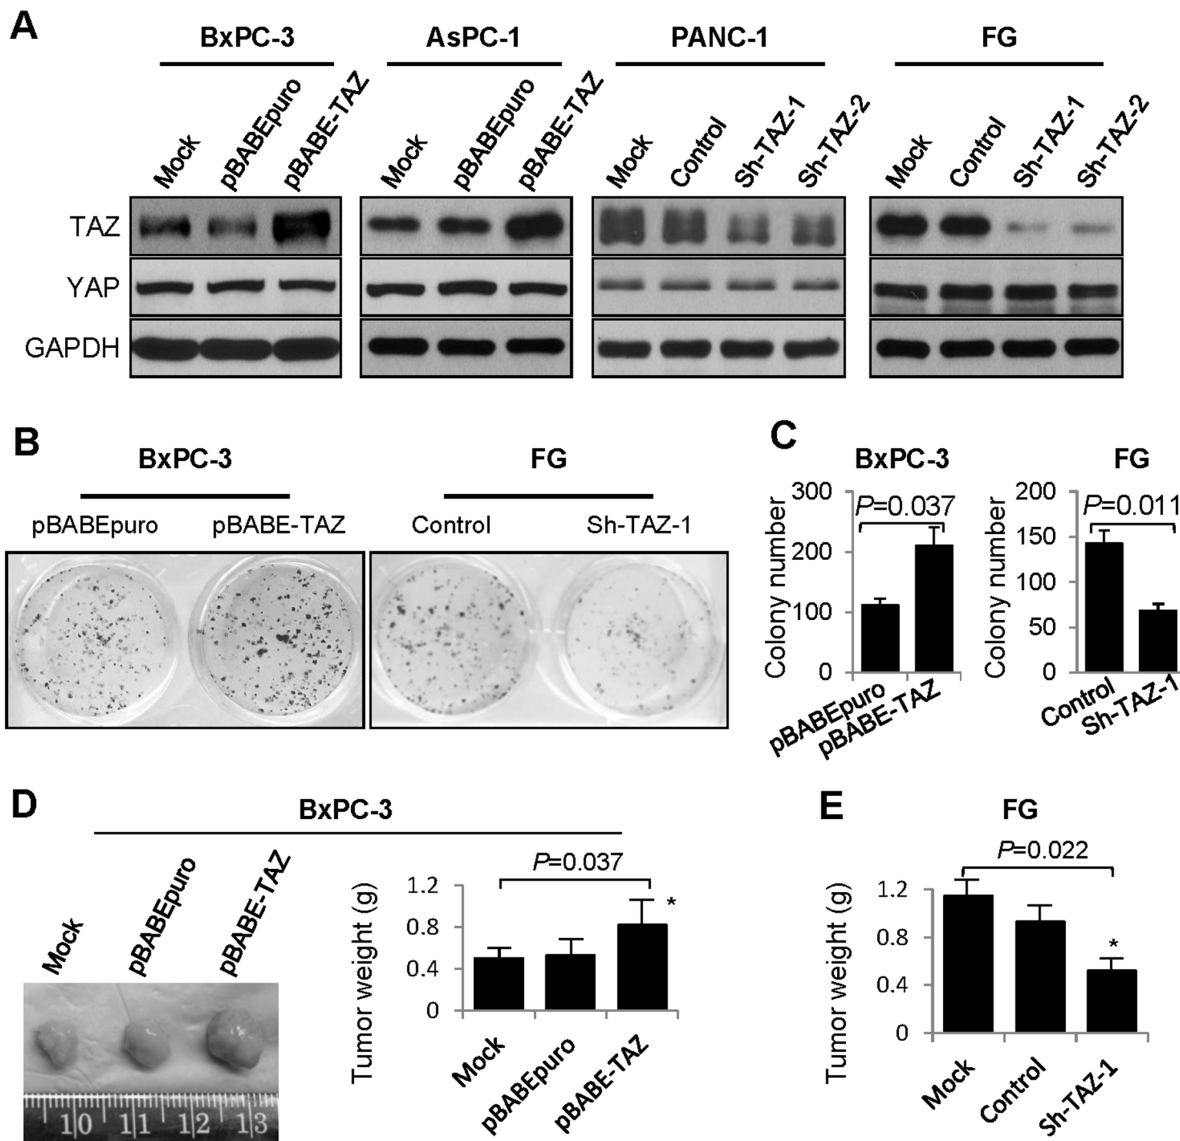 A
BxPC-3 AsPC-1 PANC-1 FG
Mock pBABEpuro pBABE-TAZ Mock pBABEpuro pBABE-TAZ Mock Control Sh-TAZ-1 Sh-TAZ-2 Mock Control Sh-TAZ-1 Sh-TAZ-2
TAZ
YAP
GAPDH
B
BxPC-3 FG
pBABEpuro pBABE-TAZ Control Sh-TAZ-1
C
BxPC-3
Colony number
300
200
100
0
P=0.037
pBABEpuro
pBABE-TAZ
FG
Colony number
200
150
100
50
0
P=0.011
Control
Sh-TAZ-1
D
BxPC-3
Mock pBABEpuro pBABE-TAZ
10 11 12 13
Tumor weight (g)
1.2
0.8
0.4
0
P=0.037
*
Mock
pBABEpuro
pBABE-TAZ
E
FG
Tumor weight (g)
1.2
0.8
0.4
0
P=0.022
*
Mock
Control
Sh-TAZ-1